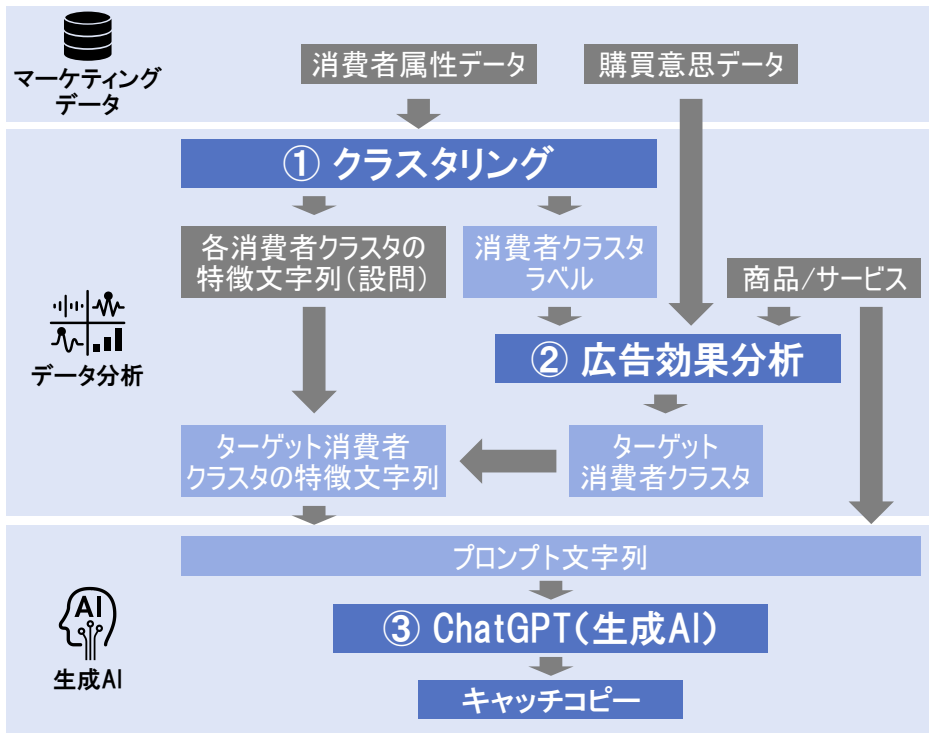 マーケティング
データ
消費者属性データ
購買意思データ
① クラスタリング
各消費者クラスタの
特徴文字列(設問)
消費者クラスタ
ラベル
商品/サービス
データ分析
② 広告効果分析
ターゲット消費者
クラスタの特徴文字列
ターゲット
消費者クラスタ
プロンプト文字列
AI
生成AI
③ ChatGPT(生成AI)
キャッチコピー